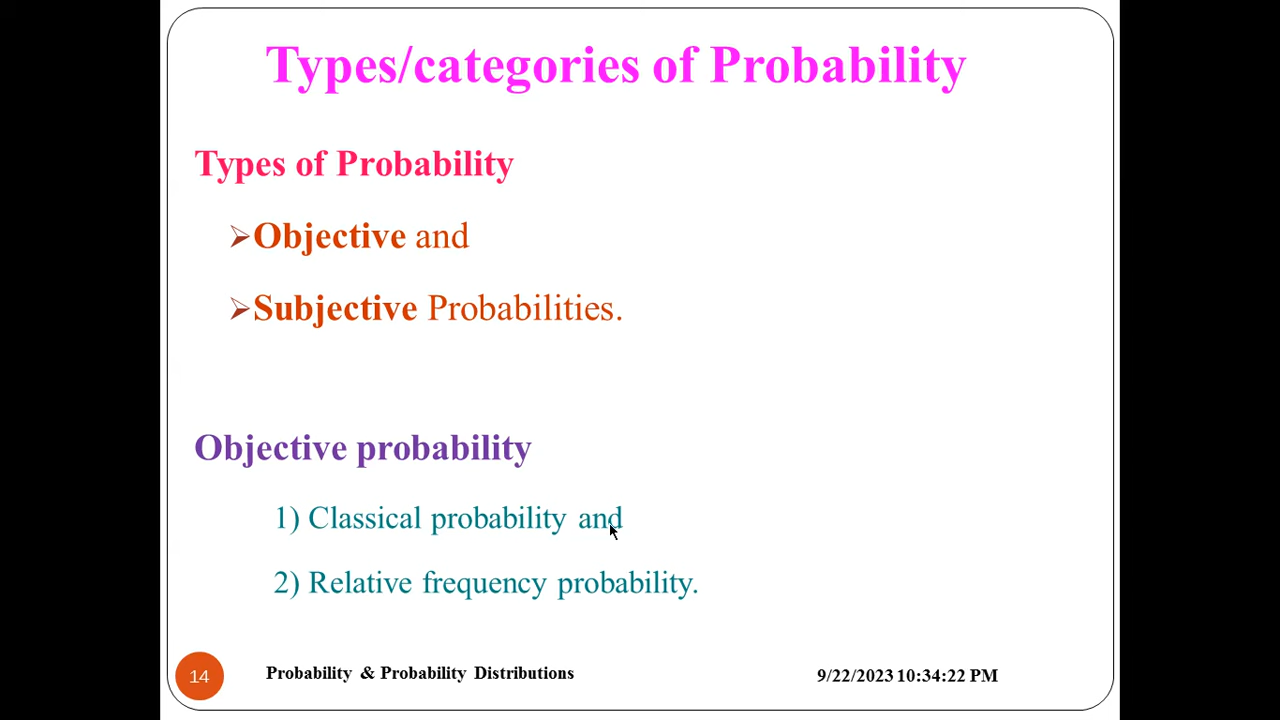 Types/categories of Probability
Types of Probability
➢Objective and
➢Subjective Probabilities.
Objective probability
1) Classical probability and
2) Relative frequency probability.
14
Probability & Probability Distributions
9/22/2023 10:34:22 PM